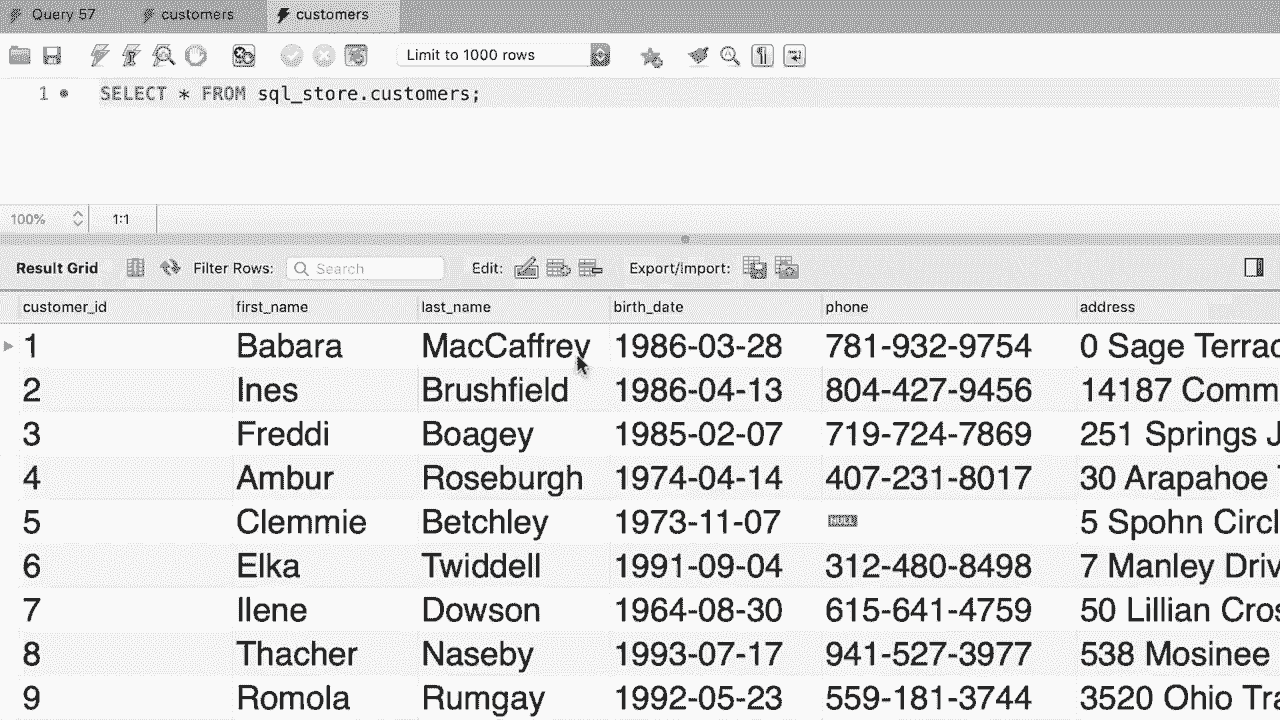 Query 57 customers customers
Limit to 1000 rows
1 SELECT * FROM sql_store.customers;
100% 1:1
Result Grid Filter Rows: Search Edit: Export/import:
customer_id first_name last_name birth_date phone address
1 Babara MacCaffrey 1986-03-28 781-932-9754 0 Sage Terrac
2 Ines Brushfield 1986-04-13 804-427-9456 14187 Comm
3 Freddi Boagey 1985-02-07 719-724-7869 251 Springs J
4 Ambur Roseburgh 1974-04-14 407-231-8017 30 Arapahoe
5 Clemmie Betchley 1973-11-07 NULL 5 Spohn Circl
6 Elka Twiddell 1991-09-04 312-480-8498 7 Manley Driv
7 Ilene Dowson 1964-08-30 615-641-4759 50 Lillian Cros
8 Thacher Naseby 1993-07-17 941-527-3977 538 Mosinee
9 Romola Rumgay 1992-05-23 559-181-3744 3520 Ohio Tra